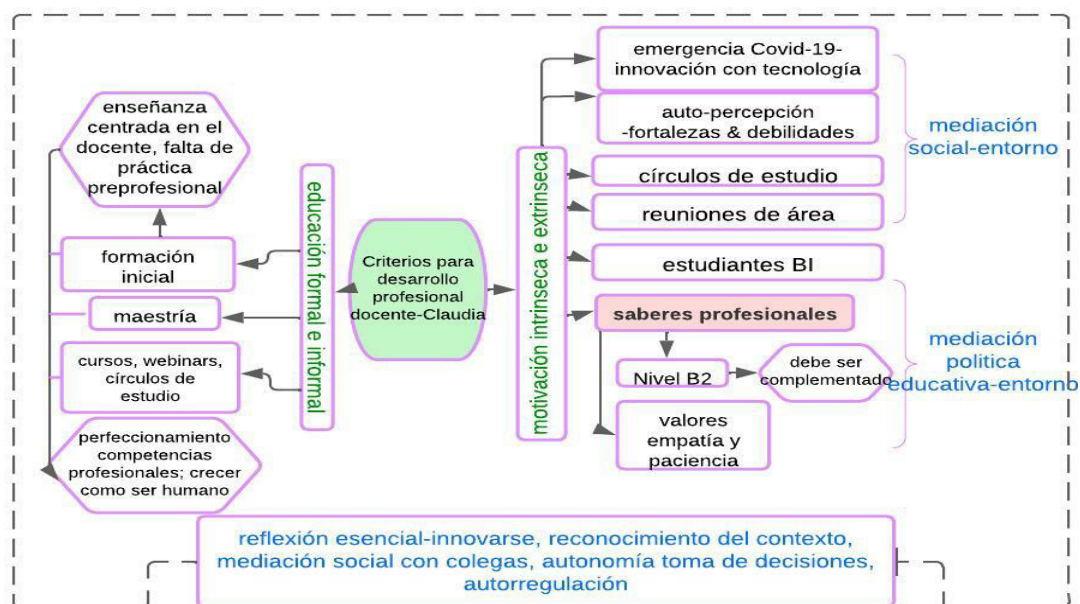 enseñanza
centrada en el
docente, falta de
práctica
preprofesional
formación
inicial
maestría
cursos, webinars,
círculos de
estudio
perfeccionamiento
competencias
profesionales; crecer
como ser humano
educación formal e informal
Criterios para
desarrollo
profesional
docente-Claudia
motivación intrinseca e extrinseca
emergencia Covid-19-
innovación con tecnología
auto-percepción
-fortalezas & debilidades
círculos de estudio
reuniones de área
mediación
social-entorno
estudiantes BI
saberes profesionales
Nivel B2
debe ser
complementado
valores
empatía y
paciencia
mediación
politica
educativa-entorno
reflexión esencial-innovarse, reconocimiento del contexto,
mediación social con colegas, autonomía toma de decisiones,
autorregulación